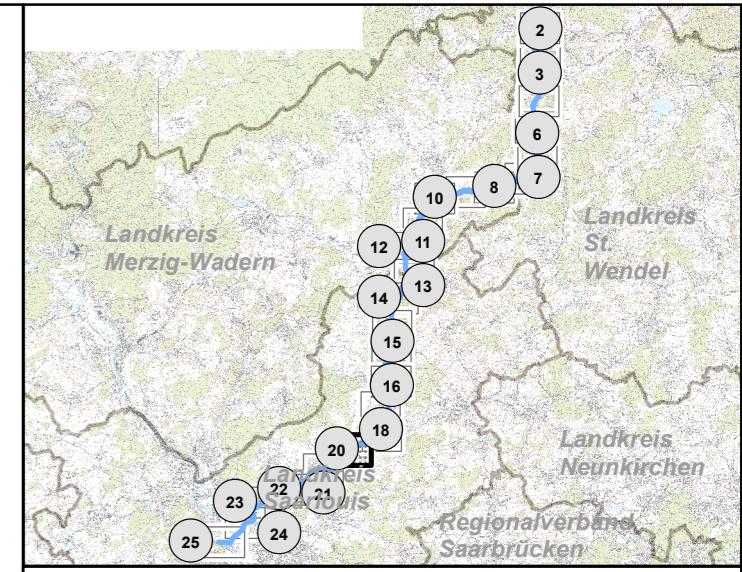 2
3
6
7
8
10
Landkreis
Merzig-Wadern
Landkreis
St.
Wendel
12
11
13
14
15
16
18
20
Landkreis
Neunkirchen
Landkreis
Saarlouis
22
21
23
24
25
Regionalverband
Saarbrücken